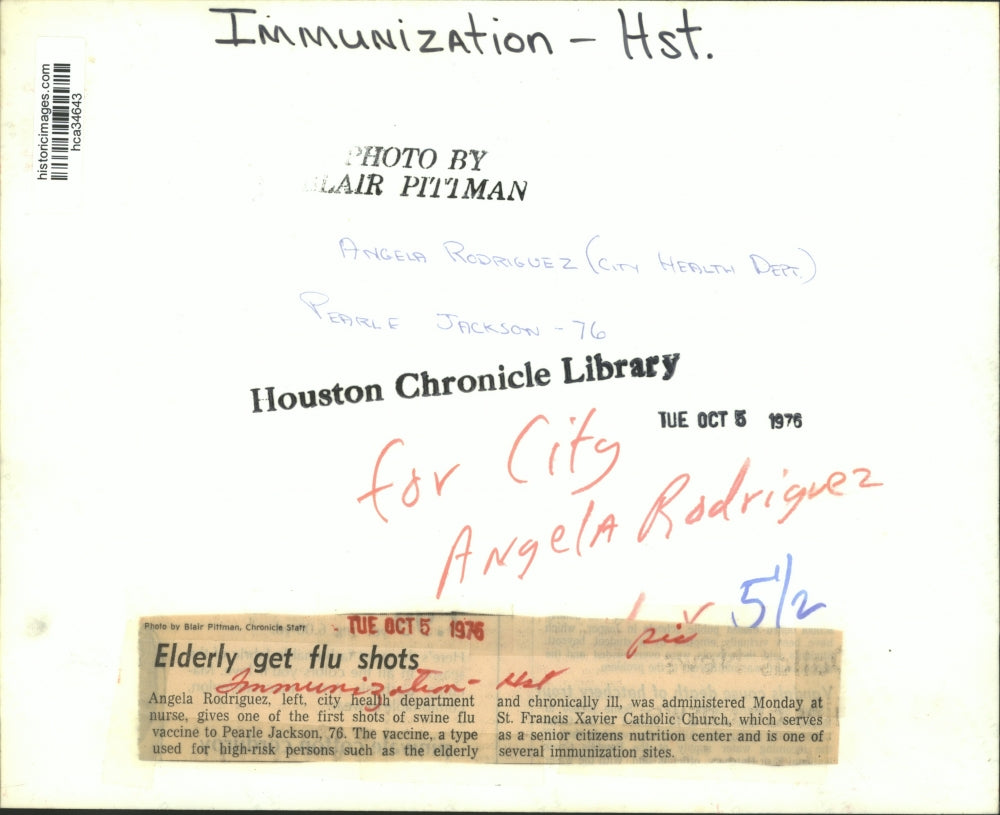 Immunization - Hst.
historicimages.com
hca34643
PHOTO BY
BLAIR PITTMAN
ANGELA RODRIGUEZ (CITY HEALTH DEPT.)
PEARLE JACKSON - 76
Houston Chronicle Library
TUE OCT 5 1976
for City
Angela Rodriguez
5 1/2
pic
Photo by Blair Pittman, Chronicle Staff
TUE OCT 5 1976
Elderly get flu shots
Immunization - Hst
Angela Rodriguez, left, city health department
nurse, gives one of the first shots of swine flu
vaccine to Pearle Jackson, 76. The vaccine, a type
used for high-risk persons such as the elderly
and chronically ill, was administered Monday at
St. Francis Xavier Catholic Church, which serves
as a senior citizens nutrition center and is one of
several immunization sites.